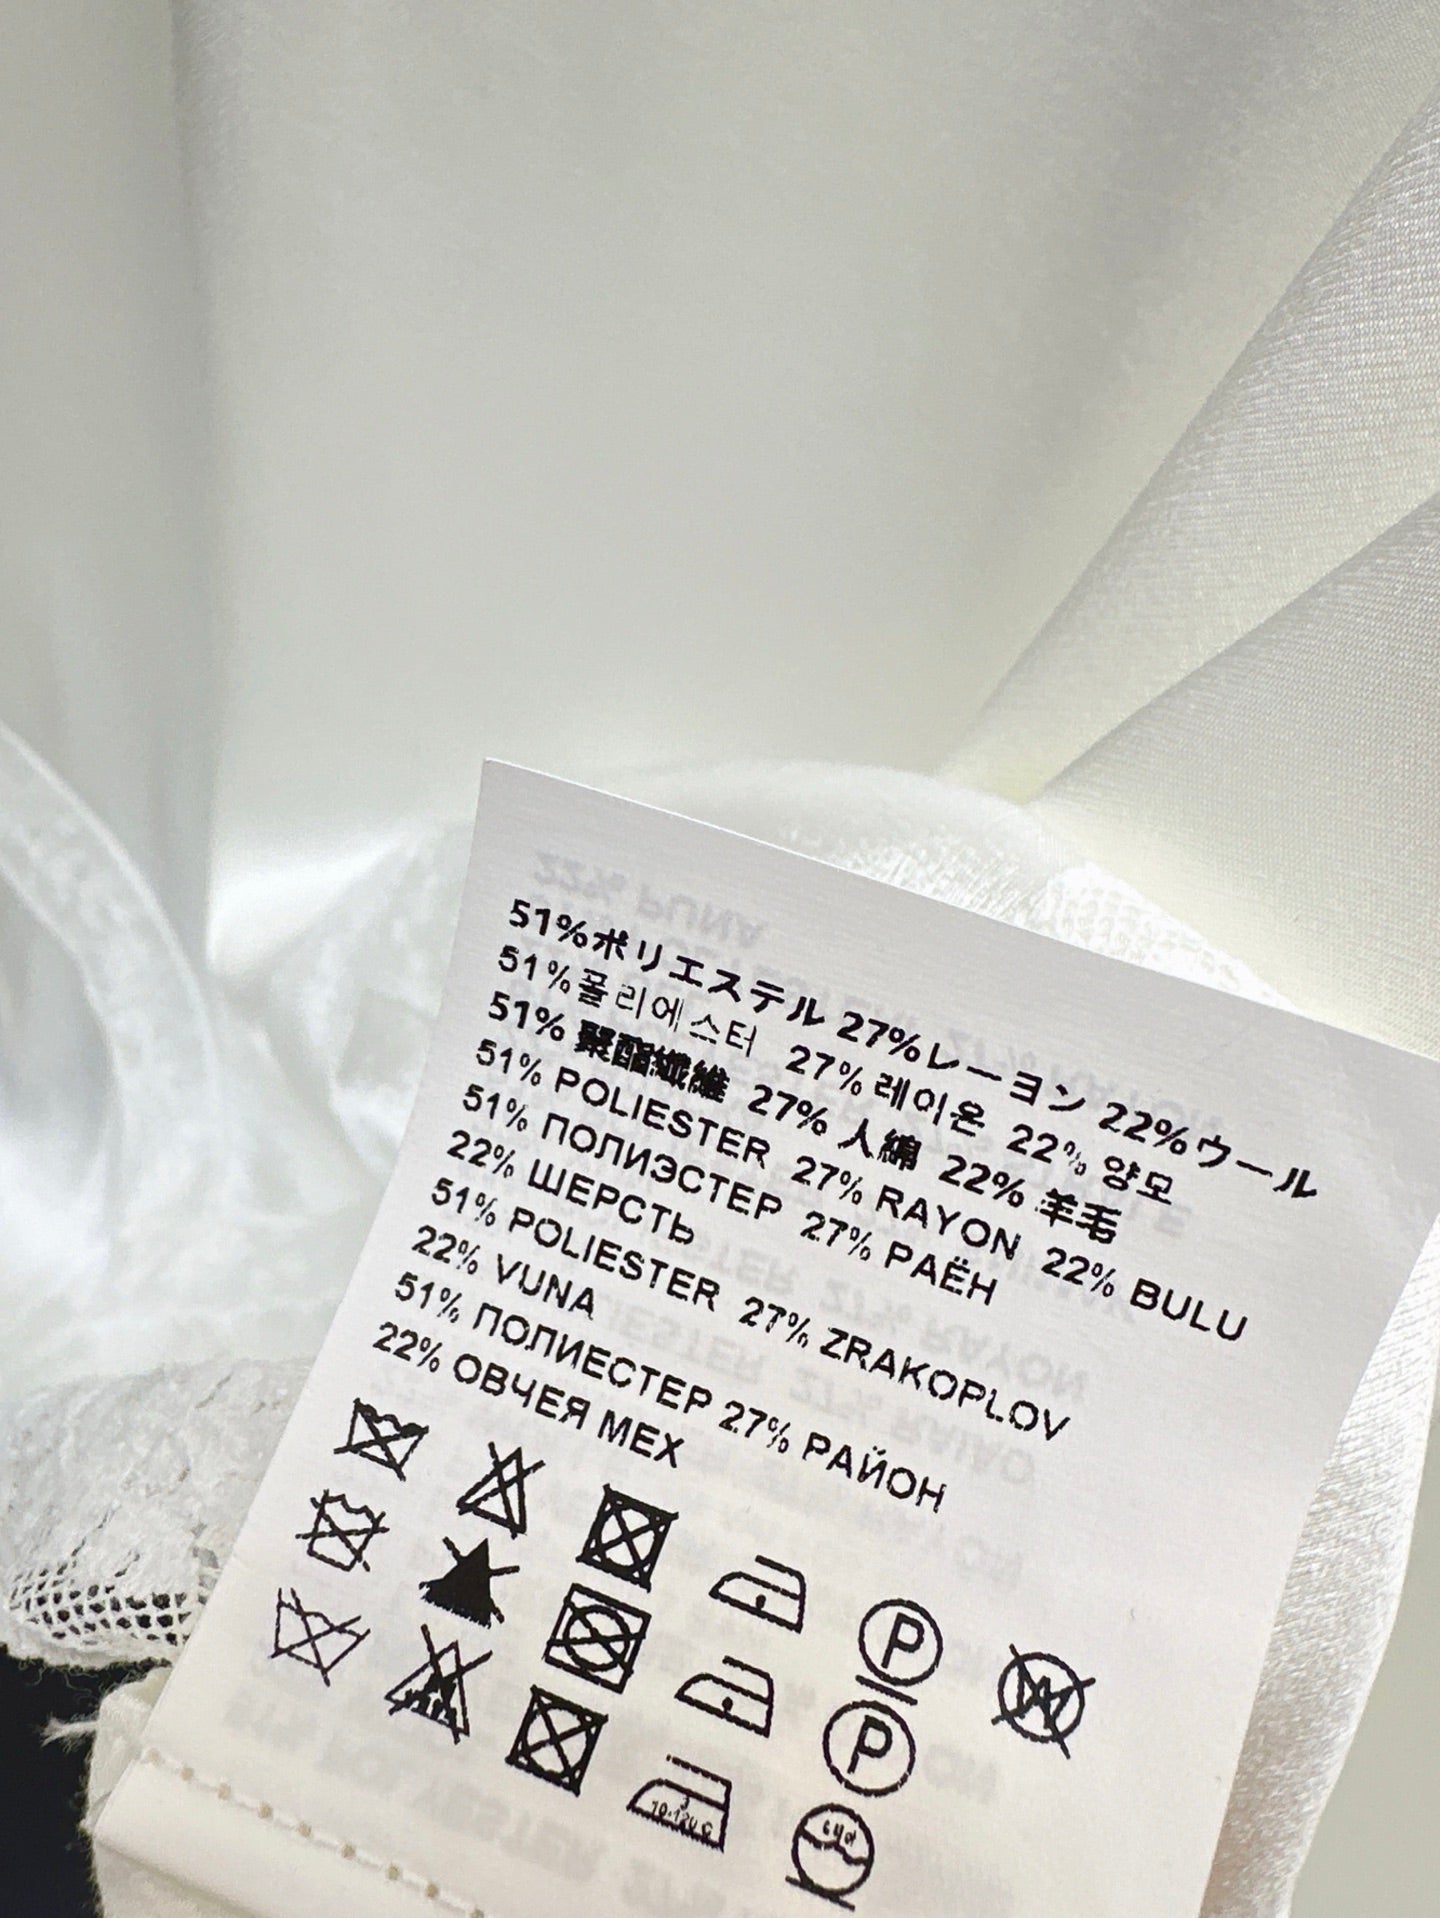 51%ポリエステル 27%レーヨン 22%ウール
51%폴리에스터 27%레이온 22% 양모
51% 聚酯纖維 27% 人綿 22% 羊毛
51% POLIESTER 27% RAYON 22% BULU
51% ПОЛИЭСТЕР 27% РАЁН
22% ШЕРСТЬ
51% POLIESTER 27% ZRAKOPLOV
22% VUNA
51% ПОЛИЕСТЕР 27% РАЙОН
22% ОВЧЕЯ МЕХ
P
W
P